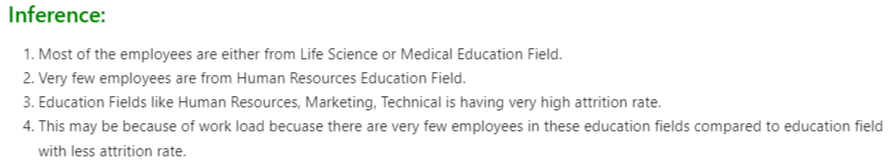 Inference:
1. Most of the employees are either from Life Science or Medical Education Field.
2. Very few employees are from Human Resources Education Field.
3. Education Fields like Human Resources, Marketing, Technical is having very high attrition rate.
4. This may be because of work load becuase there are very few employees in these education fields compared to education field
with less attrition rate.